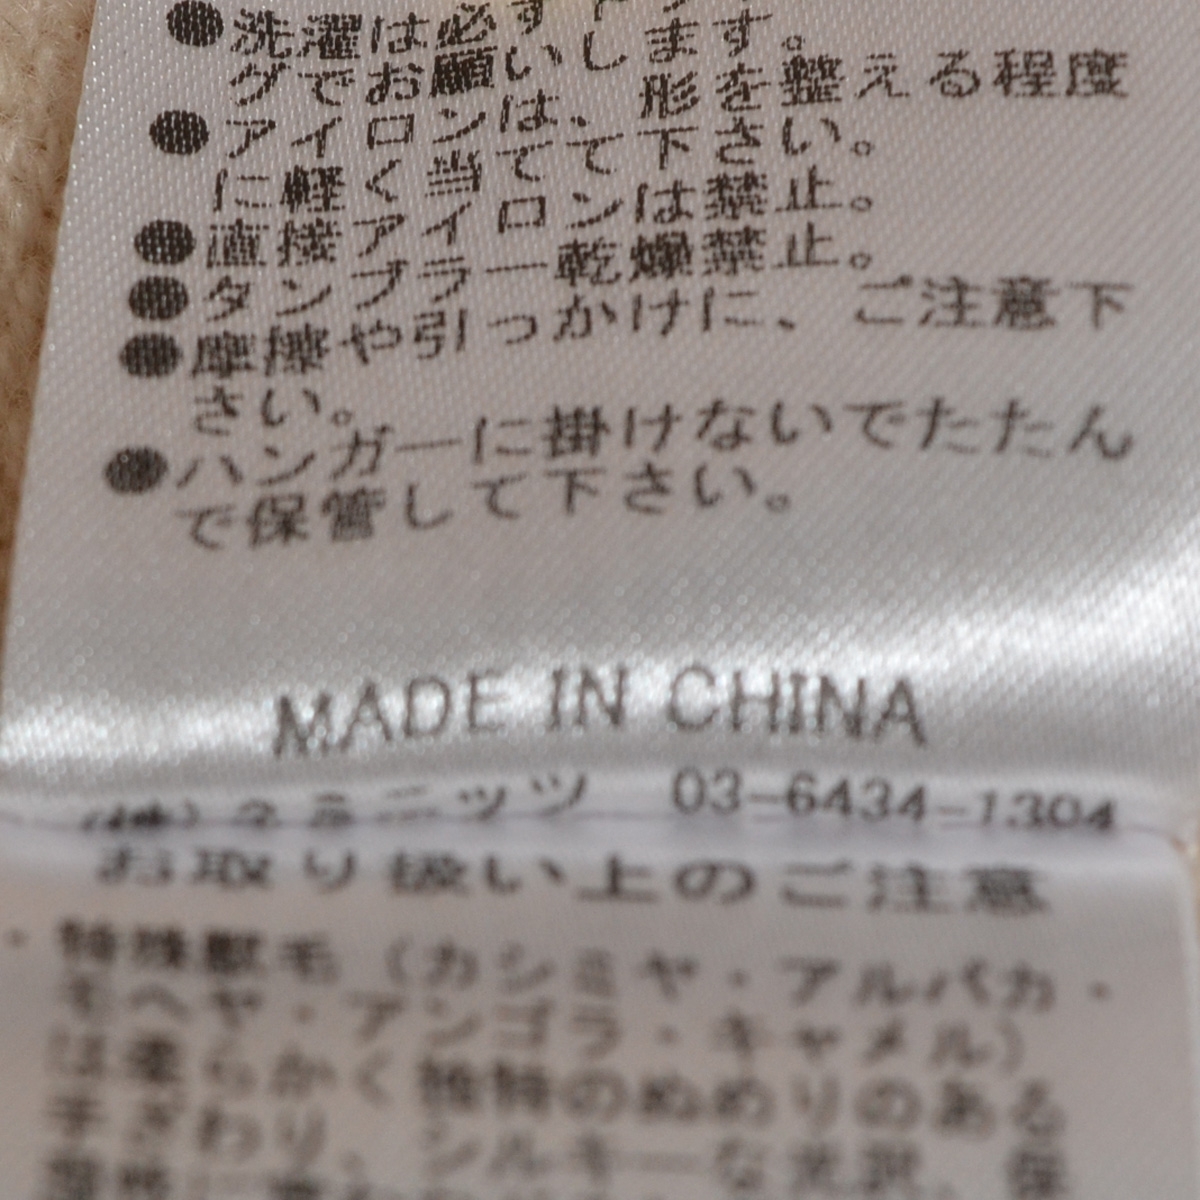 ●洗濯は必ずドラ
グでお願いします。
●アイロンは、形を整える程度
に軽く当てて下さい。
●直接アイロンは禁止。
●タンブラー乾燥禁止。
●摩擦や引っかけに、ご注意下
さい。
●ハンガーに掛けないでたたん
で保管して下さい。
MADE IN CHINA
(株) ニッツ 03-6434-1304
お取り扱い上のご注意
・特殊獣毛(カシミヤ・アルパカ・
モヘヤ・アンゴラ・キャメル)
は柔らかく独特のぬめりのある
手ざわり、シルキーな光沢、保